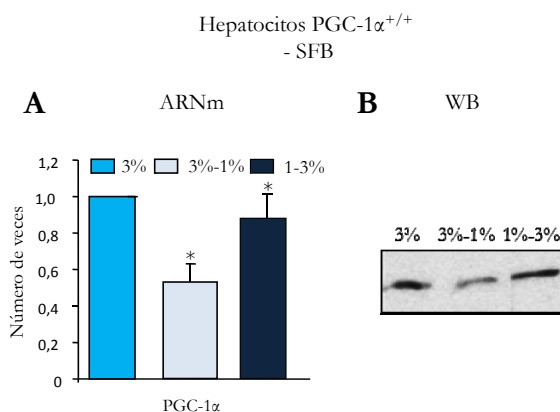 Hepatocitos PGC-1α+/+
- SFB
A
ARNm
B
WB
3%
3%-1%
1-3%
Número de veces
1,2
1,0
0,8
0,6
0,4
0,2
0
*
*
PGC-1α
3% 3%-1% 1%-3%